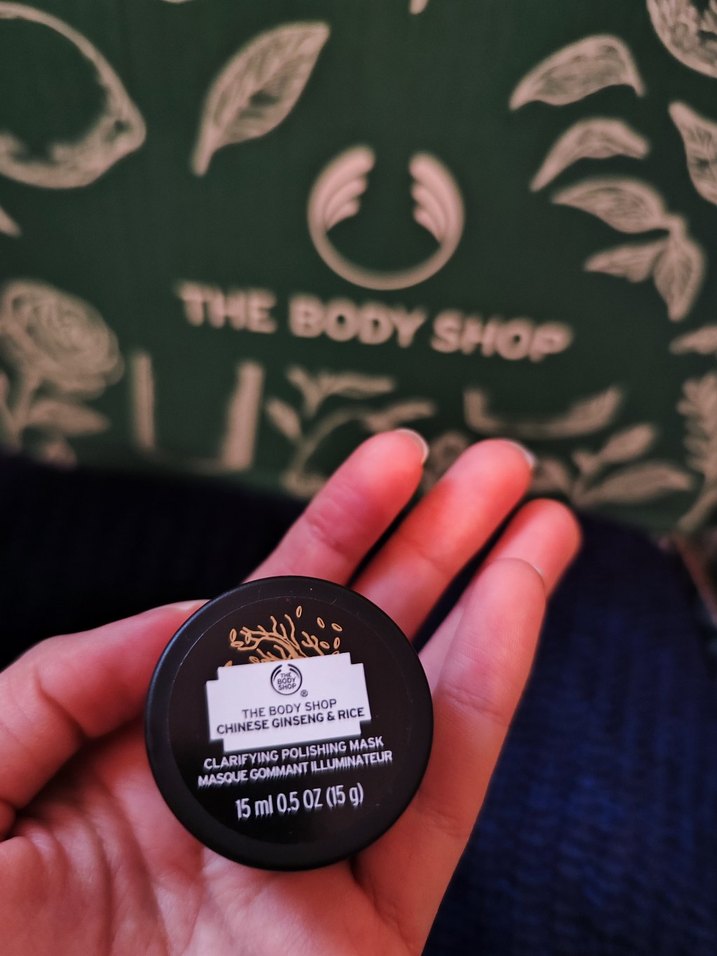 THE BODY SHOP
THE
BODY
SHOP
®
THE BODY SHOP
CHINESE GINSENG & RICE
CLARIFYING POLISHING MASK
MASQUE GOMMANT ILLUMINATEUR
15 ml 0.5 OZ (15 g)